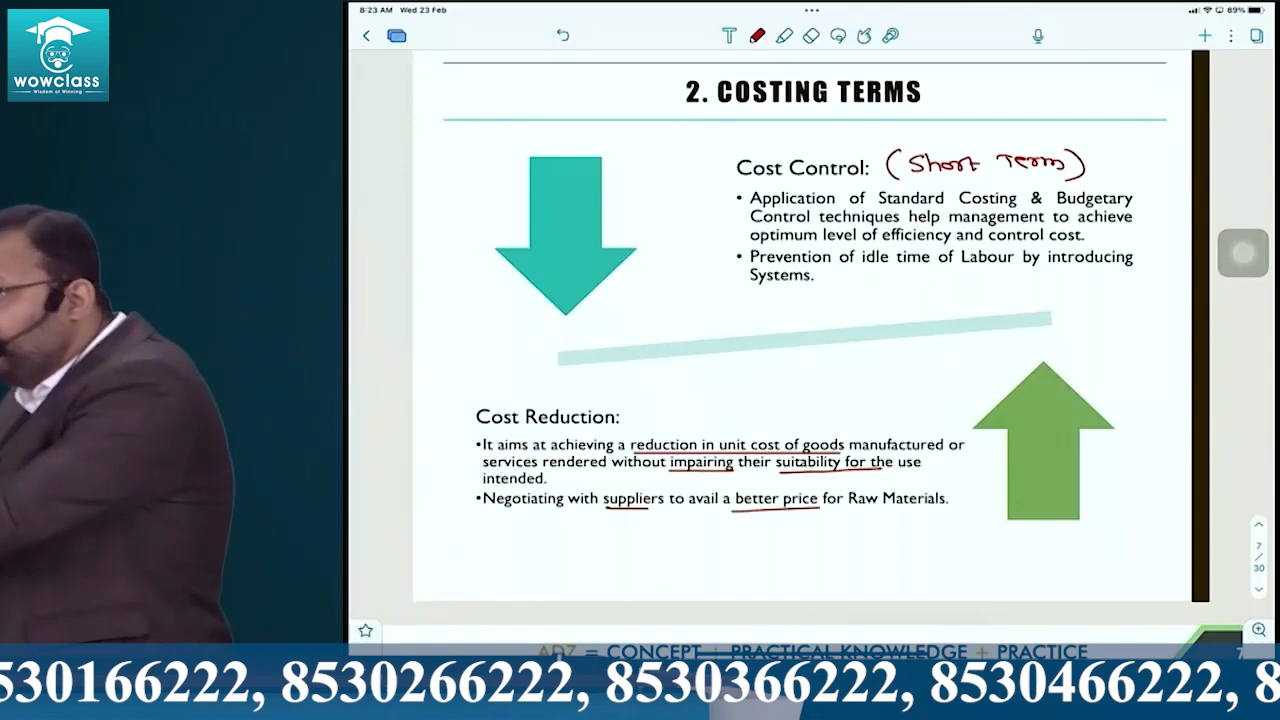 wowclass
Wisdom of Winning
8:23 AM Wed 23 Feb
89%
T
2. COSTING TERMS
Cost Control: (Short Term)
• Application of Standard Costing & Budgetary
Control techniques help management to achieve
optimum level of efficiency and control cost.
• Prevention of idle time of Labour by introducing
Systems.
Cost Reduction:
•It aims at achieving a reduction in unit cost of goods manufactured or
services rendered without impairing their suitability for the use
intended.
•Negotiating with suppliers to avail a better price for Raw Materials.
7
/
30
= CONCEPT + PRACTICAL KNOWLEDGE + PRACTICE
530166222, 8530266222, 8530366222, 8530466222, 8